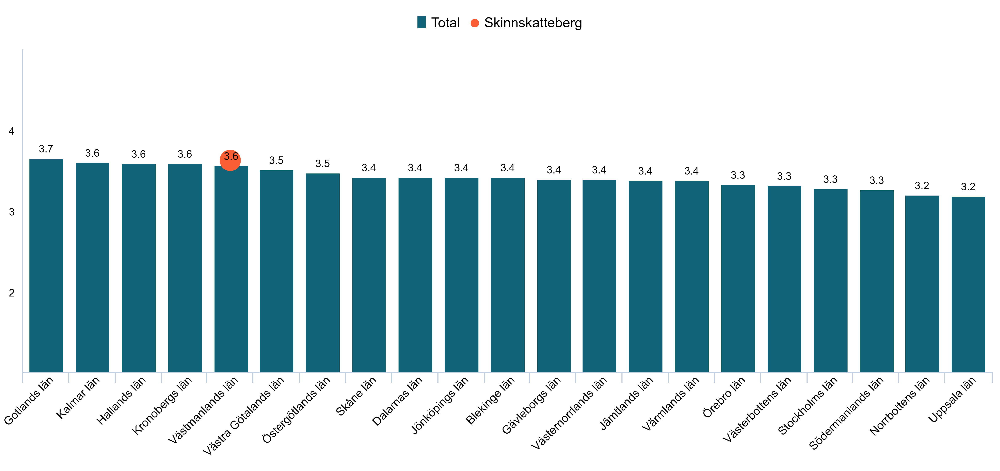 Total Skinnskatteberg
4
3
2
3.7 3.6 3.6 3.6 3.6 3.5 3.5 3.4 3.4 3.4 3.4 3.4 3.4 3.4 3.4 3.3 3.3 3.3 3.3 3.2 3.2
Gotlands län
Kalmar län
Hallands län
Kronobergs län
Västmanlands län
Västra Götalands län
Östergötlands län
Skåne län
Dalarnas län
Jönköpings län
Blekinge län
Gävleborgs län
Västernorrlands län
Jämtlands län
Värmlands län
Örebro län
Västerbottens län
Stockholms län
Södermanlands län
Norrbottens län
Uppsala län